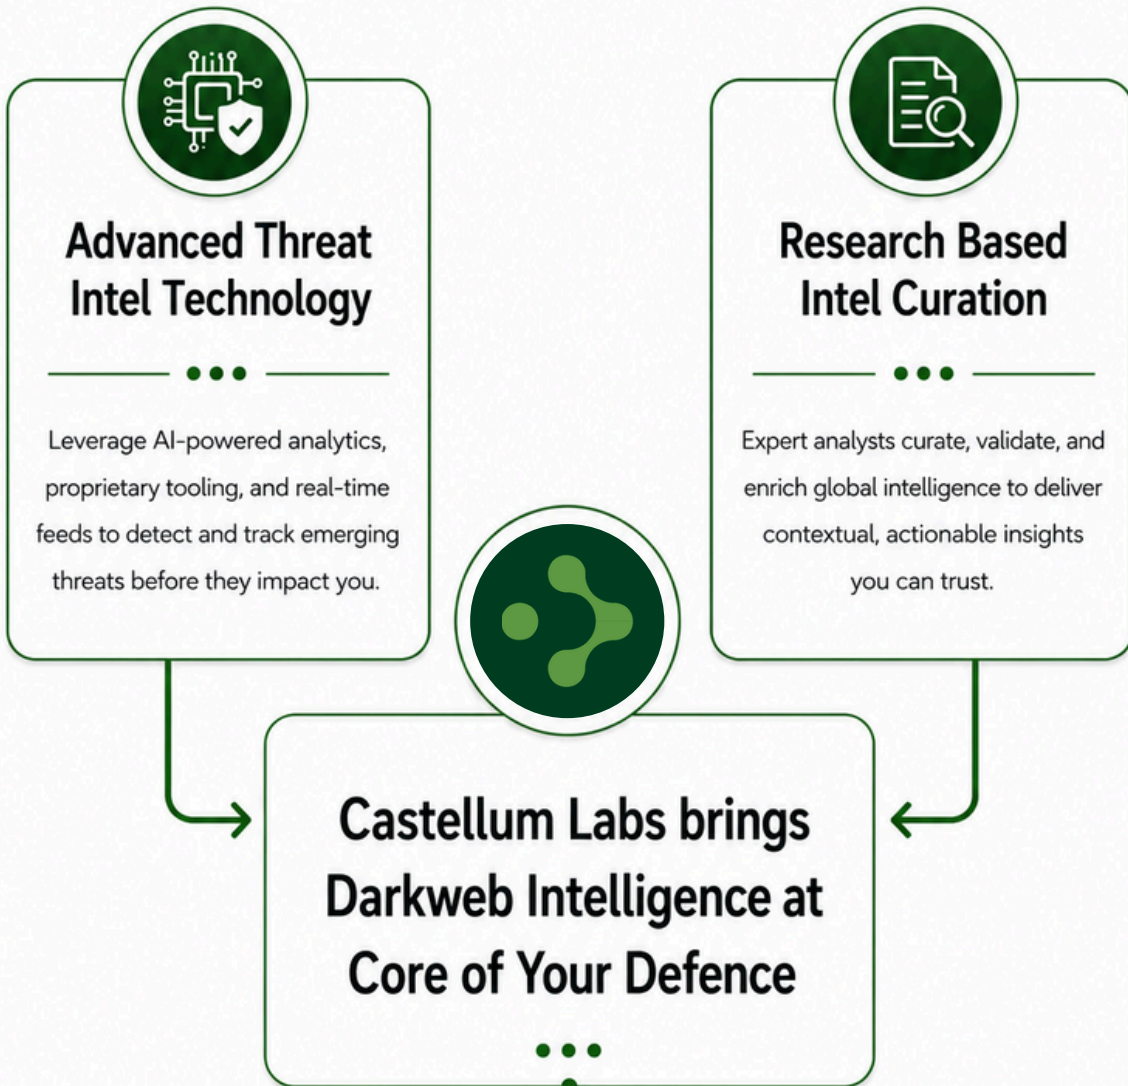 Advanced Threat
Intel Technology
Leverage AI-powered analytics,
proprietary tooling, and real-time
feeds to detect and track emerging
threats before they impact you.
Research Based
Intel Curation
Expert analysts curate, validate, and
enrich global intelligence to deliver
contextual, actionable insights
you can trust.
Castellum Labs brings
Darkweb Intelligence at
Core of Your Defence